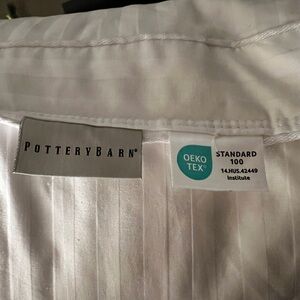 POTTERYBARN®
OEKO
TEX®
STANDARD
100
14.HUS.42449
Institute